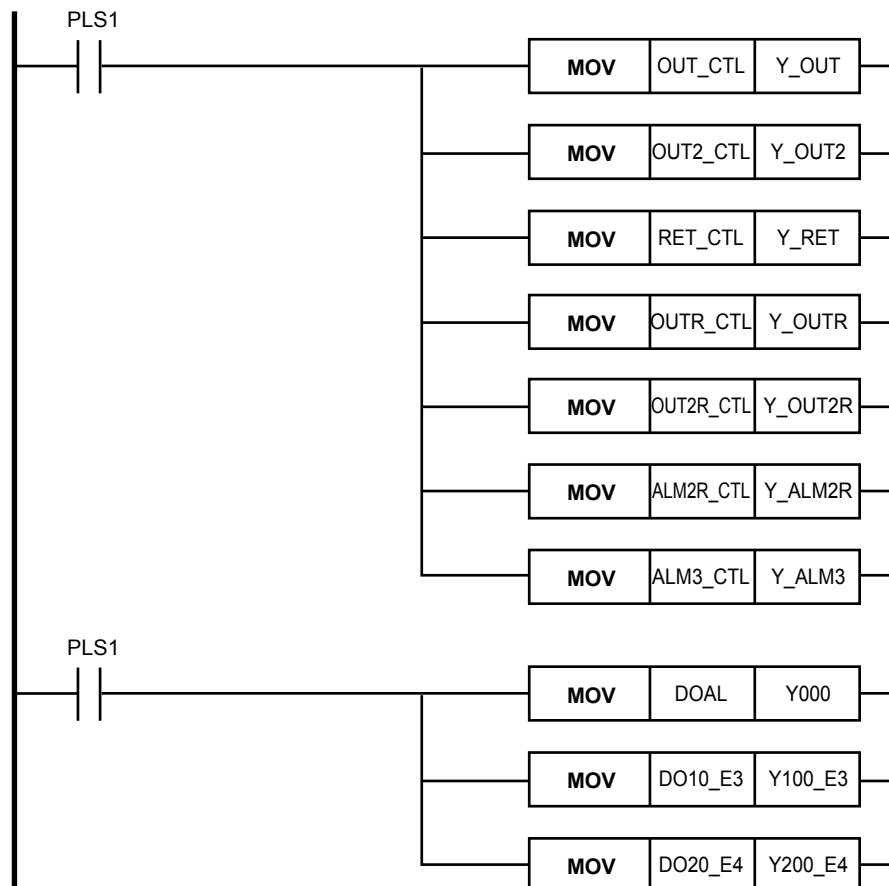 PLS1
MOV OUT_CTL Y_OUT
MOV OUT2_CTL Y_OUT2
MOV RET_CTL Y_RET
MOV OUTR_CTL Y_OUTR
MOV OUT2R_CTL Y_OUT2R
MOV ALM2R_CTL Y_ALM2R
MOV ALM3_CTL Y_ALM3
PLS1
MOV DOAL Y000
MOV DO10_E3 Y100_E3
MOV DO20_E4 Y200_E4